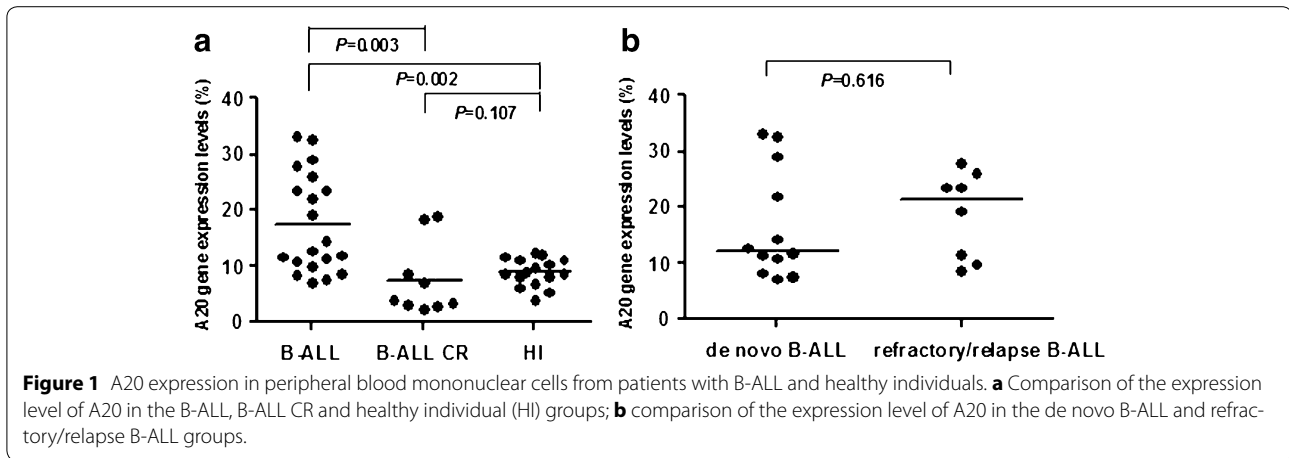 a
P=0.003
P=0.002
P=0.107
A20 gene expression levels (%)
40
30
20
10
0
B-ALL
B-ALL CR
HI
b
P=0.616
A20 gene expression levels (%)
40
30
20
10
0
de novo B-ALL
refractory/relapse B-ALL
Figure 1 A20 expression in peripheral blood mononuclear cells from patients with B-ALL and healthy individuals. a Comparison of the expression
level of A20 in the B-ALL, B-ALL CR and healthy individual (HI) groups; b comparison of the expression level of A20 in the de novo B-ALL and refrac-
tory/relapse B-ALL groups.